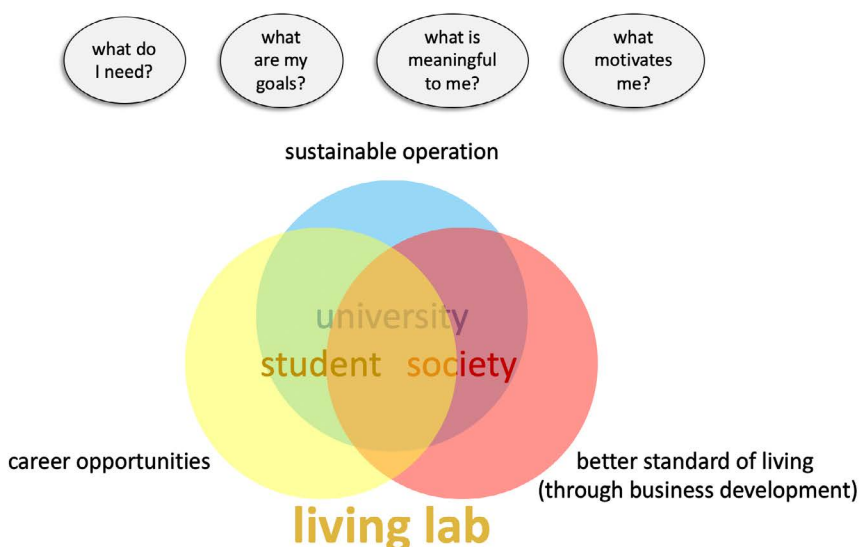 what do
I need?
what
are my
goals?
what is
meaningful
to me?
what
motivates
me?
sustainable operation
university
student
society
career opportunities
better standard of living
(through business development)
living lab